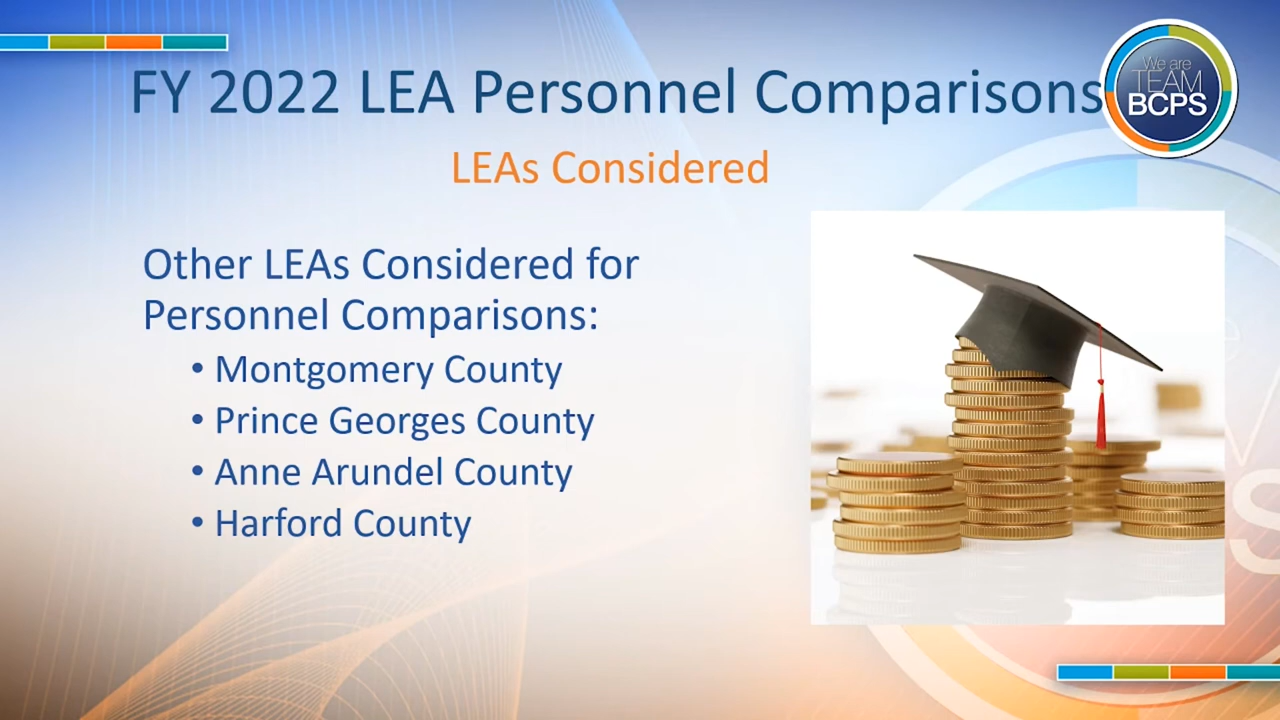 FY 2022 LEA Personnel Comparisons
We are
TEAM
BCPS
LEAs Considered
Other LEAs Considered for
Personnel Comparisons:
• Montgomery County
• Prince Georges County
• Anne Arundel County
• Harford County